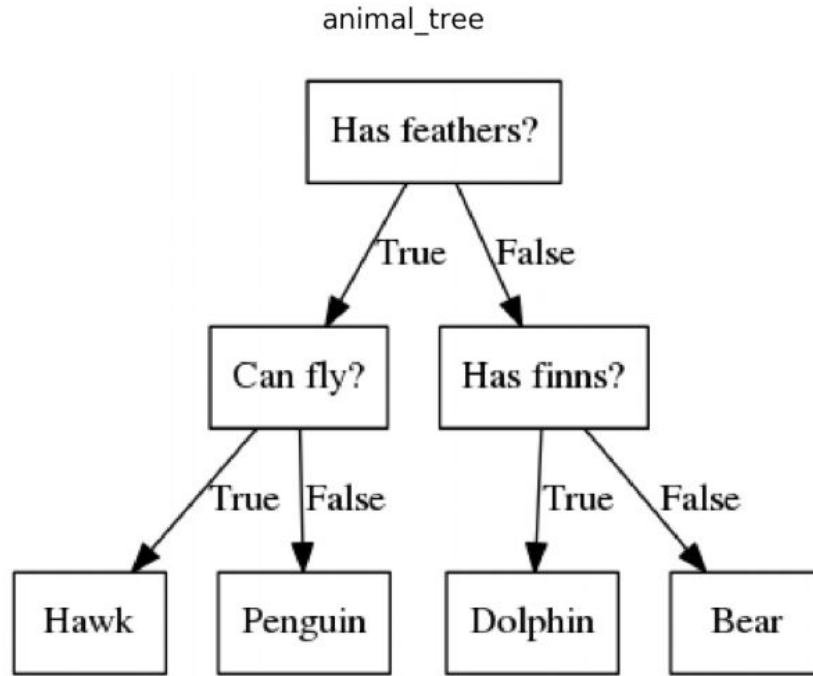 animal_tree
Has feathers?
True False
Can fly? Has finns?
True False True False
Hawk Penguin Dolphin Bear